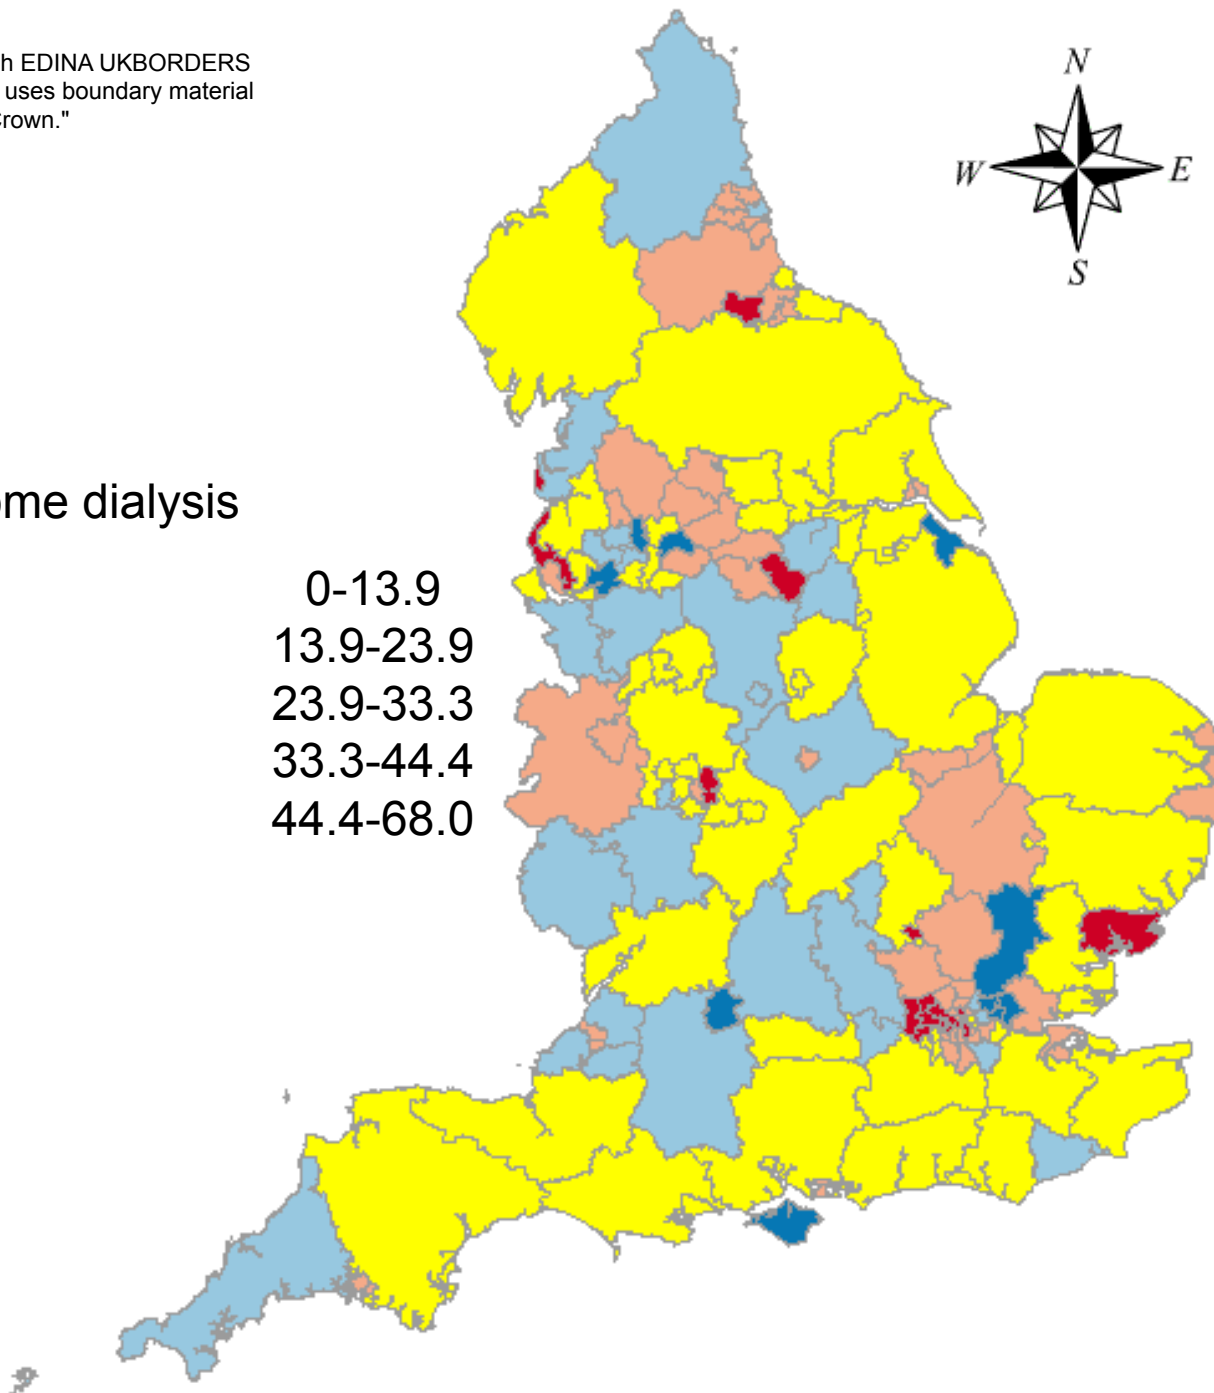 h EDINA UKBORDERS
uses boundary material
Crown."
N
W
E
S
me dialysis
0-13.9
13.9-23.9
23.9-33.3
33.3-44.4
44.4-68.0